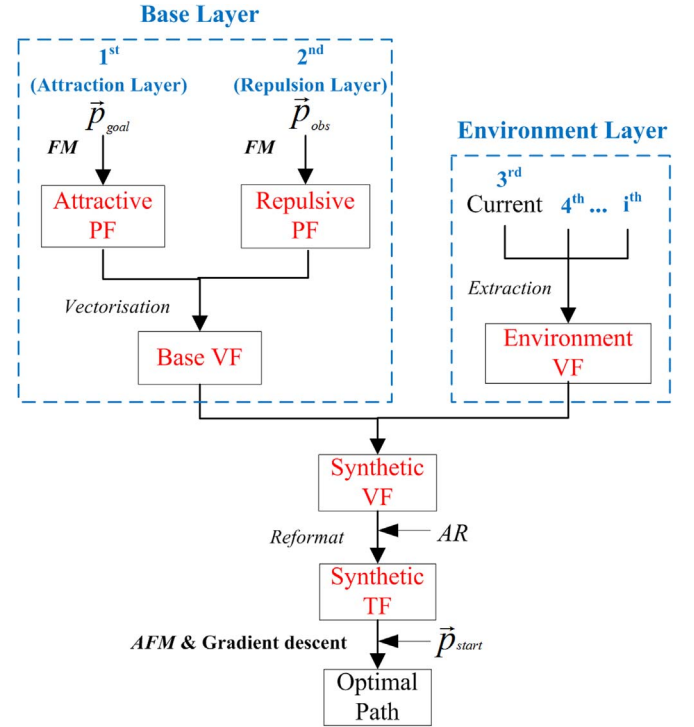 Base Layer
1st
(Attraction Layer)
p⃗goal
FM
Attractive
PF
2nd
(Repulsion Layer)
p⃗obs
FM
Repulsive
PF
Vectorisation
Base VF
Environment Layer
3rd
Current
4th ... ith
Extraction
Environment
VF
Synthetic
VF
Reformat
AR
Synthetic
TF
AFM & Gradient descent
p⃗start
Optimal
Path